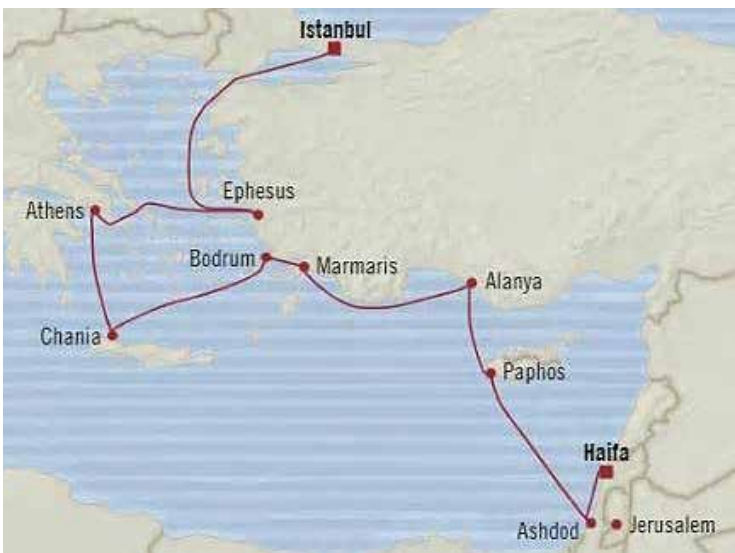 Istanbul
Ephesus
Athens
Bodrum
Marmaris
Alanya
Chania
Paphos
Haifa
Ashdod
Jerusalem